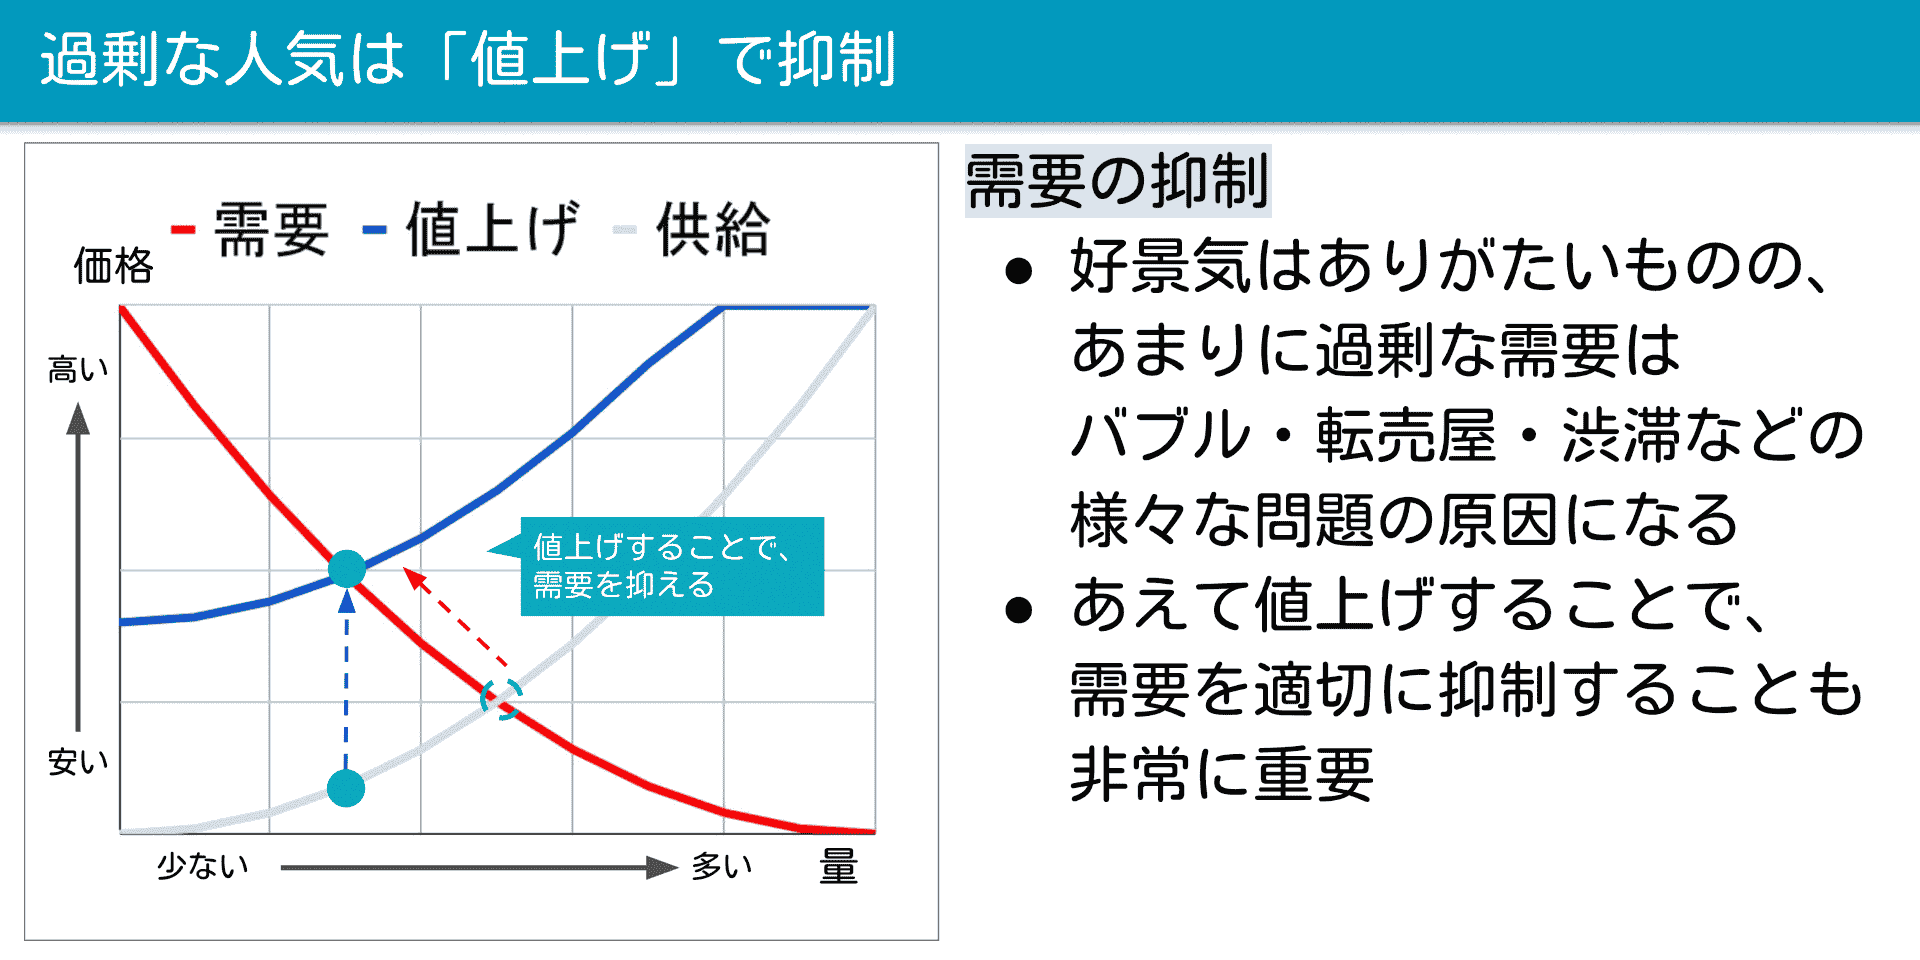 過剰な人気は「値上げ」で抑制
需要 値上げ 供給
価格
高い
安い
少ない
多い
量
値上げすることで、
需要を抑える
需要の抑制
● 好景気はありがたいものの、
あまりに過剰な需要は
バブル・転売屋・渋滞などの
様々な問題の原因になる
● あえて値上げすることで、
需要を適切に抑制することも
非常に重要